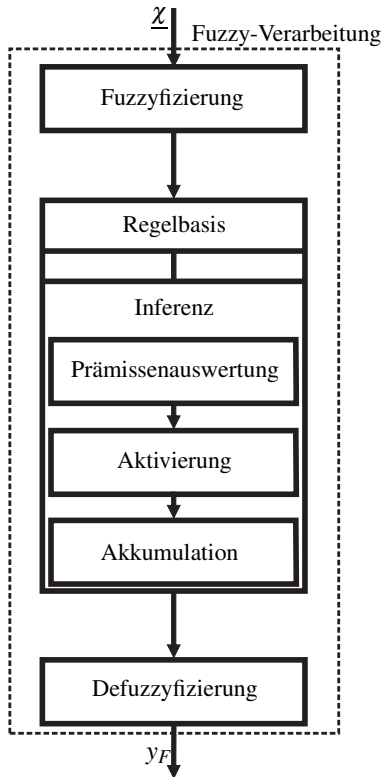 χ
Fuzzy-Verarbeitung
Fuzzyfizierung
Regelbasis
Inferenz
Prämissenauswertung
Aktivierung
Akkumulation
Defuzzyfizierung
y_F